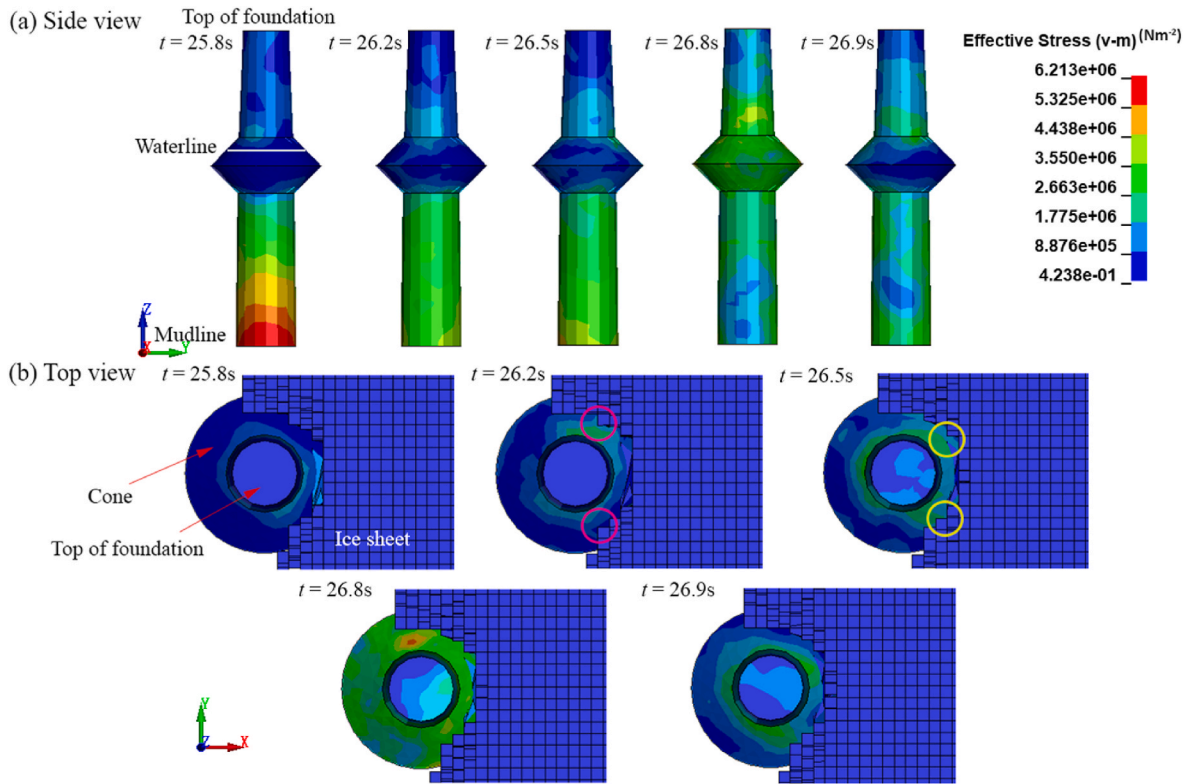 (a) Side view
Top of foundation
t = 25.8s
t = 26.2s
t = 26.5s
t = 26.8s
t = 26.9s
Effective Stress (v-m) (Nm⁻²)
6.213e+06
5.325e+06
4.438e+06
3.550e+06
2.663e+06
1.775e+06
8.876e+05
4.238e-01
Waterline
Z
X
Y
Mudline
(b) Top view
t = 25.8s
t = 26.2s
t = 26.5s
Cone
Top of foundation
Ice sheet
t = 26.8s
t = 26.9s
Y
Z
X